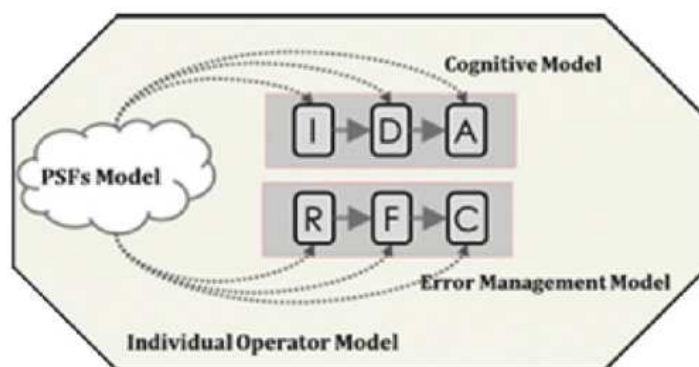 Cognitive Model
I D A
PSFs Model
R F C
Error Management Model
Individual Operator Model